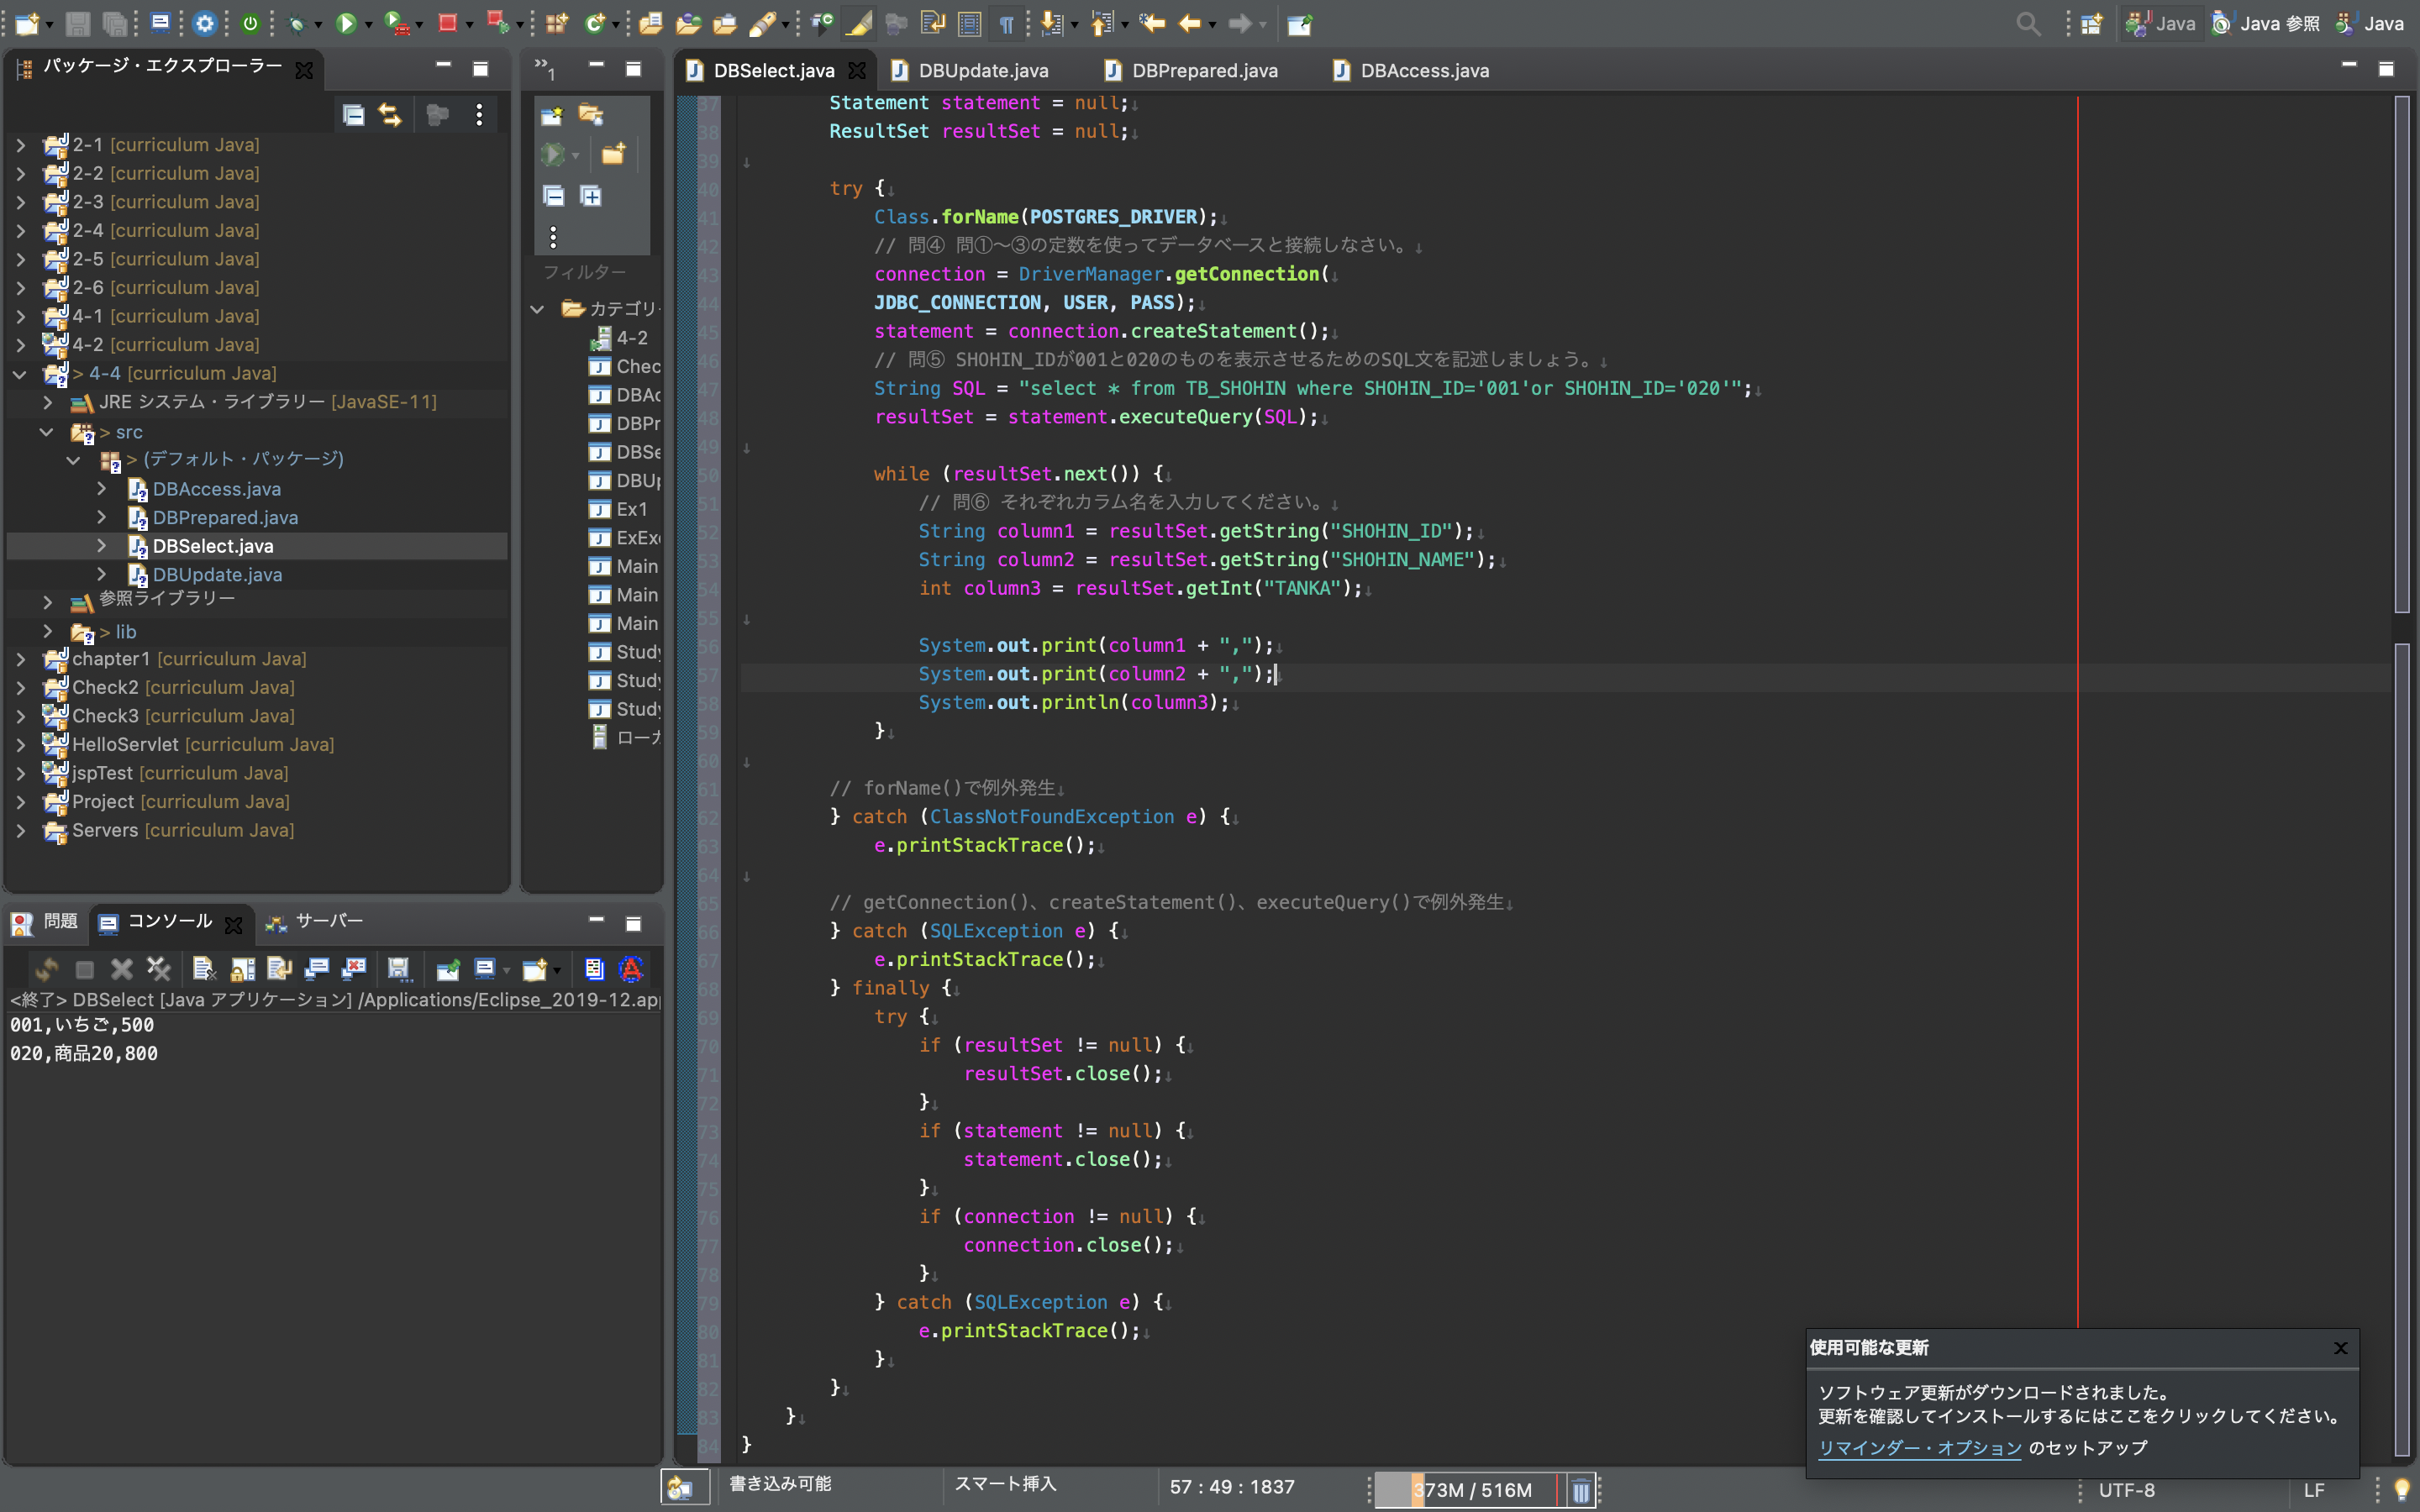 Java
Java 参照
Java
パッケージ・エクスプローラー
2-1 [curriculum Java]
2-2 [curriculum Java]
2-3 [curriculum Java]
2-4 [curriculum Java]
2-5 [curriculum Java]
2-6 [curriculum Java]
4-1 [curriculum Java]
4-2 [curriculum Java]
> 4-4 [curriculum Java]
JRE システム・ライブラリー [JavaSE-11]
> src
> (デフォルト・パッケージ)
DBAccess.java
DBPrepared.java
DBSelect.java
DBUpdate.java
参照ライブラリー
> lib
chapter1 [curriculum Java]
Check2 [curriculum Java]
Check3 [curriculum Java]
HelloServlet [curriculum Java]
jspTest [curriculum Java]
Project [curriculum Java]
Servers [curriculum Java]
»1
フィルター
カテゴリ
4-2
Chec
DBAc
DBPr
DBSe
DBUp
Ex1
ExEx
Main
Main
Main
Study
Study
Study
ローカ
DBSelect.java
DBUpdate.java
DBPrepared.java
DBAccess.java
37 Statement statement = null;↓
38 ResultSet resultSet = null;↓
39 ↓
40 try {↓
41 Class.forName(POSTGRES_DRIVER);↓
42 // 問④ 問①〜③の定数を使ってデータベースと接続しなさい。↓
43 connection = DriverManager.getConnection(↓
44 JDBC_CONNECTION, USER, PASS);↓
45 statement = connection.createStatement();↓
46 // 問⑤ SHOHIN_IDが001と020のものを表示させるためのSQL文を記述しましょう。↓
47 String SQL = "select * from TB_SHOHIN where SHOHIN_ID='001'or SHOHIN_ID='020'";↓
48 resultSet = statement.executeQuery(SQL);↓
49 ↓
50 while (resultSet.next()) {↓
51 // 問⑥ それぞれカラム名を入力してください。↓
52 String column1 = resultSet.getString("SHOHIN_ID");↓
53 String column2 = resultSet.getString("SHOHIN_NAME");↓
54 int column3 = resultSet.getInt("TANKA");↓
55 ↓
56 System.out.print(column1 + ",");↓
57 System.out.print(column2 + ",");↓
58 System.out.println(column3);↓
59 }↓
60 ↓
61 // forName()で例外発生↓
62 } catch (ClassNotFoundException e) {↓
63 e.printStackTrace();↓
64 ↓
65 // getConnection()、createStatement()、executeQuery()で例外発生↓
66 } catch (SQLException e) {↓
67 e.printStackTrace();↓
68 } finally {↓
69 try {↓
70 if (resultSet != null) {↓
71 resultSet.close();↓
72 }↓
73 if (statement != null) {↓
74 statement.close();↓
75 }↓
76 if (connection != null) {↓
77 connection.close();↓
78 }↓
79 } catch (SQLException e) {↓
80 e.printStackTrace();↓
81 }↓
82 }↓
83 }↓
84 }
問題
コンソール
サーバー
<終了> DBSelect [Java アプリケーション] /Applications/Eclipse_2019-12.app
001,いちご,500
020,商品20,800
使用可能な更新
ソフトウェア更新がダウンロードされました。
更新を確認してインストールするにはここをクリックしてください。
リマインダー・オプション のセットアップ
書き込み可能
スマート挿入
57 : 49 : 1837
373M / 516M
UTF-8
LF